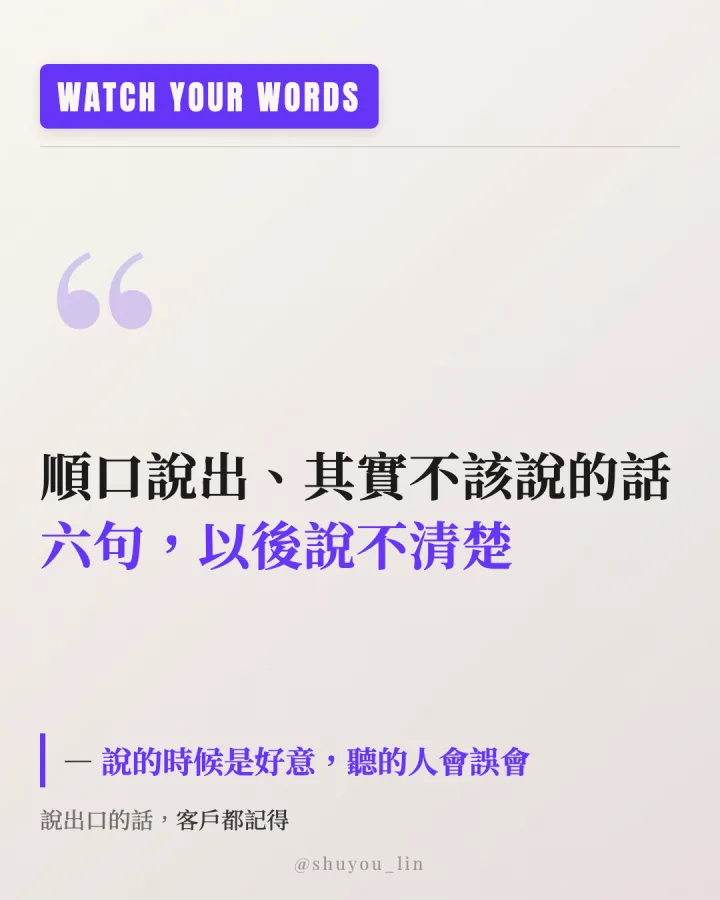 WATCH YOUR WORDS
“
順口說出、其實不該說的話
六句，以後說不清楚
— 說的時候是好意，聽的人會誤會
說出口的話，客戶都記得
@shuyou_lin